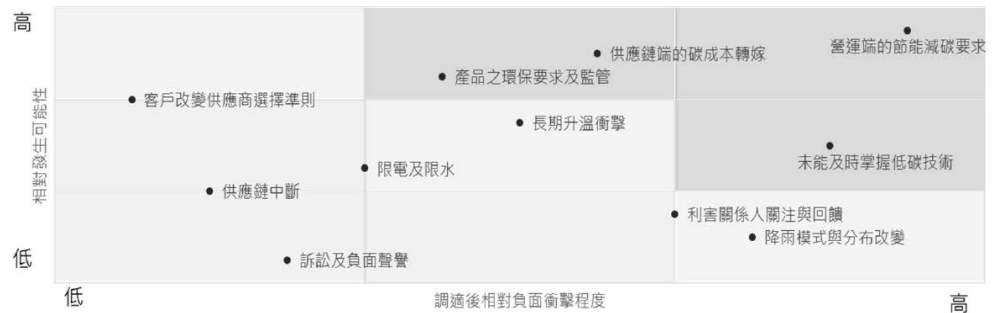 高
營運端的節能減碳要求
供應鏈端的碳成本轉嫁
產品之環保要求及監管
客戶改變供應商選擇準則
長期升溫衝擊
相對發生可能性
未能及時掌握低碳技術
限電及限水
供應鏈中斷
利害關係人關注與回饋
降雨模式與分布改變
訴訟及負面聲譽
低
低
調適後相對負面衝擊程度
高